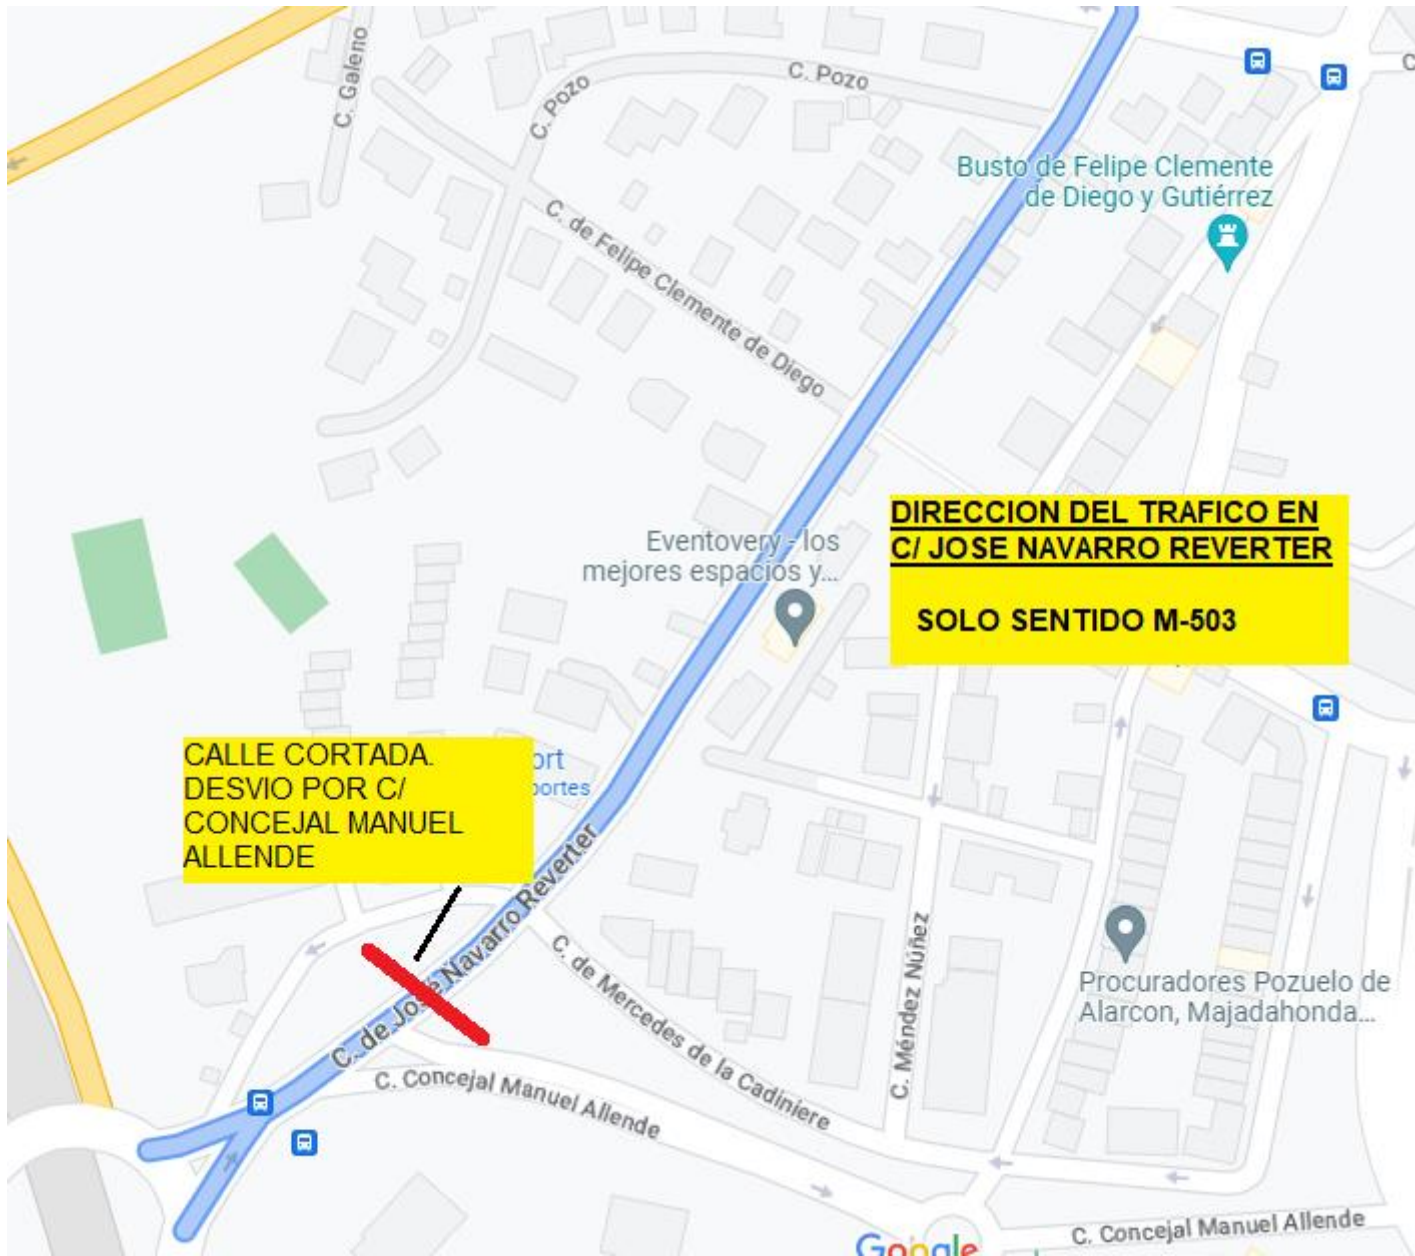 C. Galeno
C. Pozo
C. Pozo
C
Busto de Felipe Clemente
de Diego y Gutiérrez
C. de Felipe Clemente de Diego
DIRECCION DEL TRAFICO EN
C/ JOSE NAVARRO REVERTER
SOLO SENTIDO M-503
Eventovery - los
mejores espacios y...
CALLE CORTADA.
DESVIO POR C/
CONCEJAL MANUEL
ALLENDE
ort
portes
C. de José Navarro Reverter
C. de Mercedes de la Cadiniere
C. Méndez Núñez
Procuradores Pozuelo de
Alarcon, Majadahonda...
C. Concejal Manuel Allende
C. Concejal Manuel Allende
Google